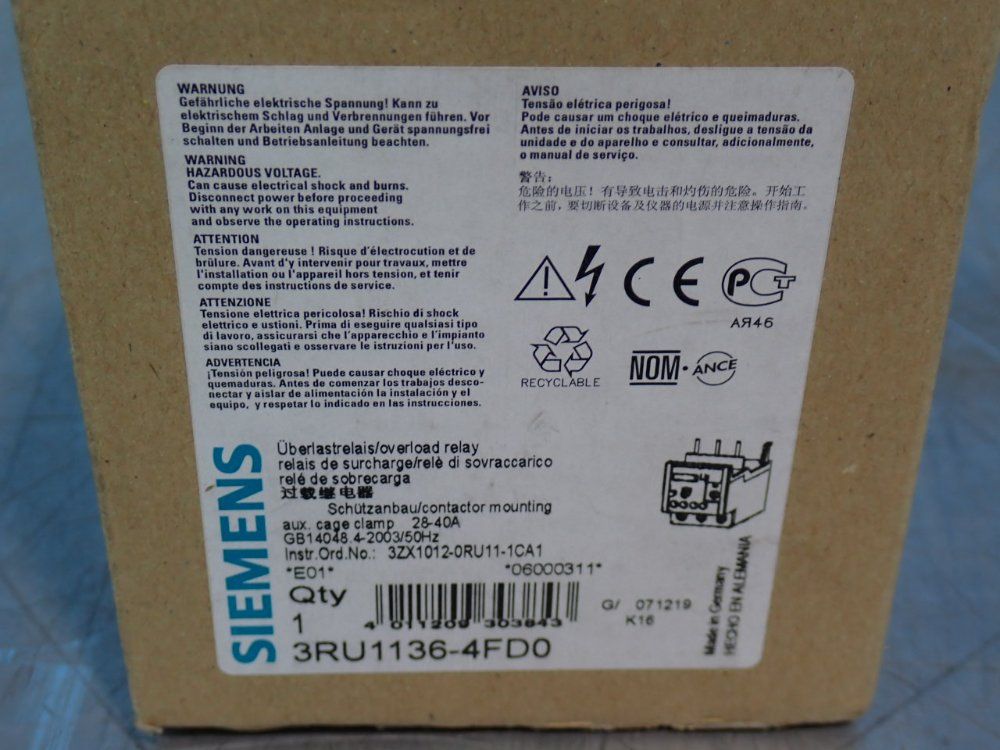 WARNUNG
Gefährliche elektrische Spannung! Kann zu
elektrischem Schlag und Verbrennungen führen. Vor
Beginn der Arbeiten Anlage und Gerät spannungsfrei
schalten und Betriebsanleitung beachten.
WARNING
HAZARDOUS VOLTAGE.
Can cause electrical shock and burns.
Disconnect power before proceeding
with any work on this equipment
and observe the operating instructions.
ATTENTION
Tension dangereuse ! Risque d'électrocution et de
brûlure. Avant d'y intervenir pour travaux, mettre
l'installation ou l'appareil hors tension, et tenir
compte des instructions de service.
ATTENZIONE
Tensione elettrica pericolosa! Rischio di shock
elettrico e ustioni. Prima di eseguire qualsiasi tipo
di lavoro, assicurarsi che l'apparecchio e l'impianto
siano scollegati e osservare le istruzioni per l'uso.
ADVERTENCIA
¡Tensión peligrosa! Puede causar choque eléctrico y
quemaduras. Antes de comenzar los trabajos desco-
nectar y aislar de alimentación la instalación y el
equipo, y respetar lo indicado en las instrucciones.
AVISO
Tensão elétrica perigosa!
Pode causar um choque elétrico e queimaduras.
Antes de iniciar os trabalhos, desligue a tensão da
unidade e do aparelho e consultar, adicionalmente,
o manual de serviço.
警告:
危险的电压！有导致电击和灼伤的危险。开始工
作之前，要切断设备及仪器的电源并注意操作指南。
CE
РСТ
АЯ46
RECYCLABLE
NOM · ANCE
SIEMENS
Überlastrelais/overload relay
relais de surcharge/relè di sovraccarico
relé de sobrecarga
过载继电器
Schützanbau/contactor mounting
aux. cage clamp 28-40A
GB14048.4-2003/50Hz
Instr.Ord.No.: 3ZX1012-0RU11-1CA1
*E01* *06000311*
Qty
1
4 011209 303843
G/ 071219
K16
3RU1136-4FD0
Made in Germany
HECHO EN ALEMANIA